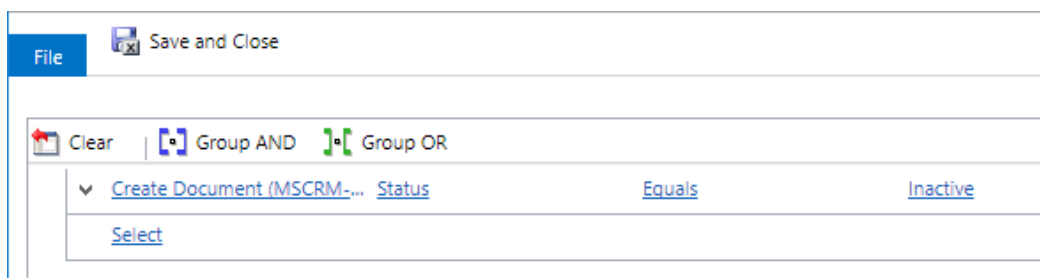 Save and Close
File
Clear Group AND Group OR
Create Document (MSCRM-... Status Equals Inactive
Select